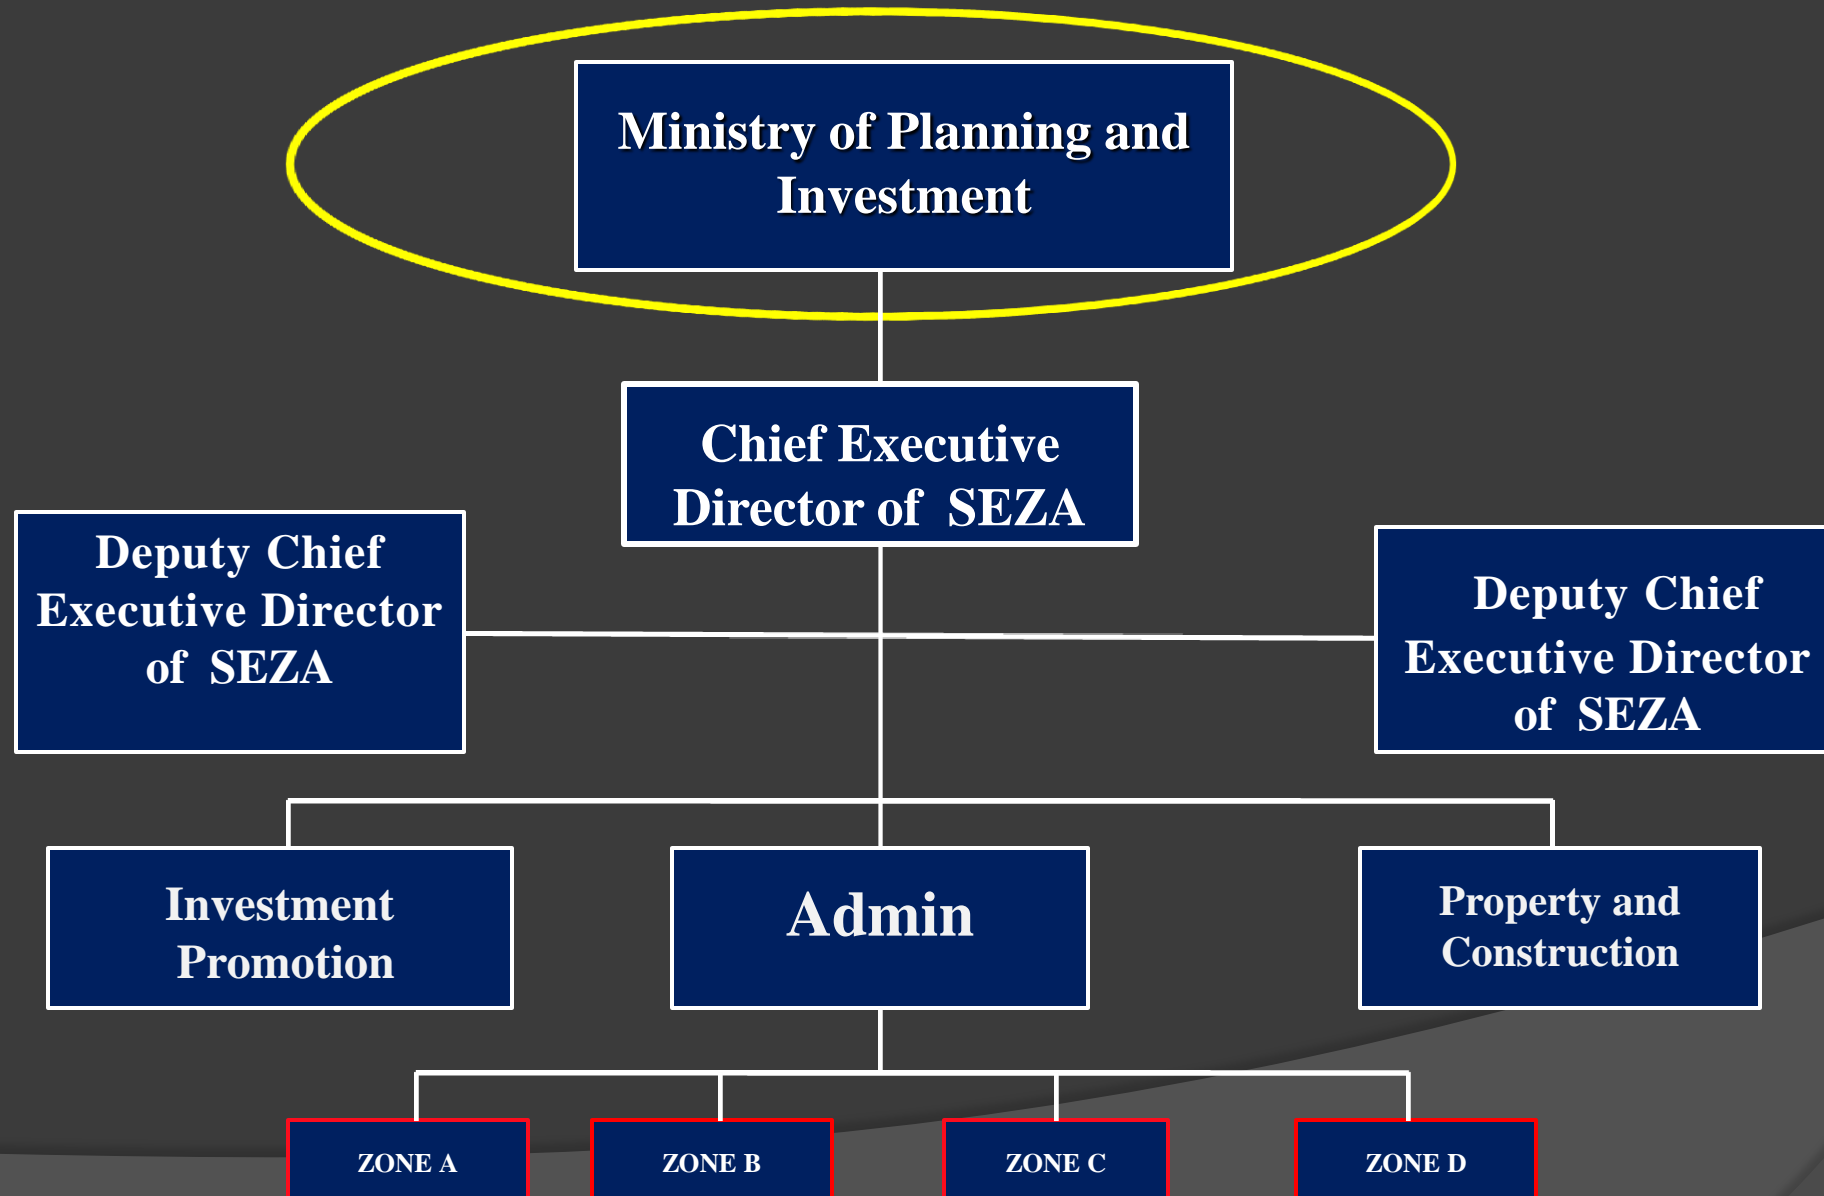 Ministry of Planning and
Investment
Chief Executive
Director of SEZA
Deputy Chief
Executive Director
of SEZA
Deputy Chief
Executive Director
of SEZA
Investment
Promotion
Admin
Property and
Construction
ZONE A
ZONE B
ZONE C
ZONE D